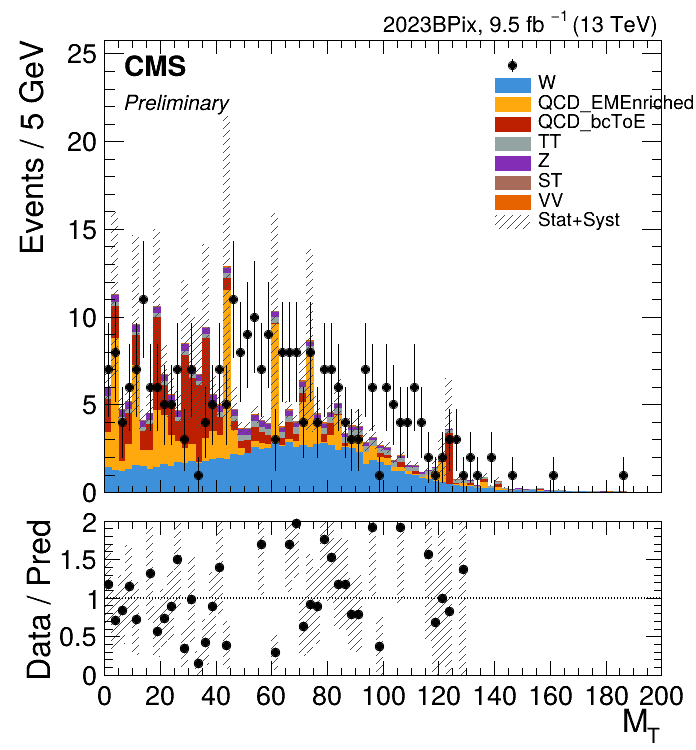 2023BPix, 9.5 fb⁻¹ (13 TeV)
CMS
Preliminary
W
QCD_EMEnriched
QCD_bcToE
TT
Z
ST
VV
Stat+Syst
Events / 5 GeV
25
20
15
10
5
0
Data / Pred
2
1.5
1
0.5
0
0 20 40 60 80 100 120 140 160 180 200
M_T